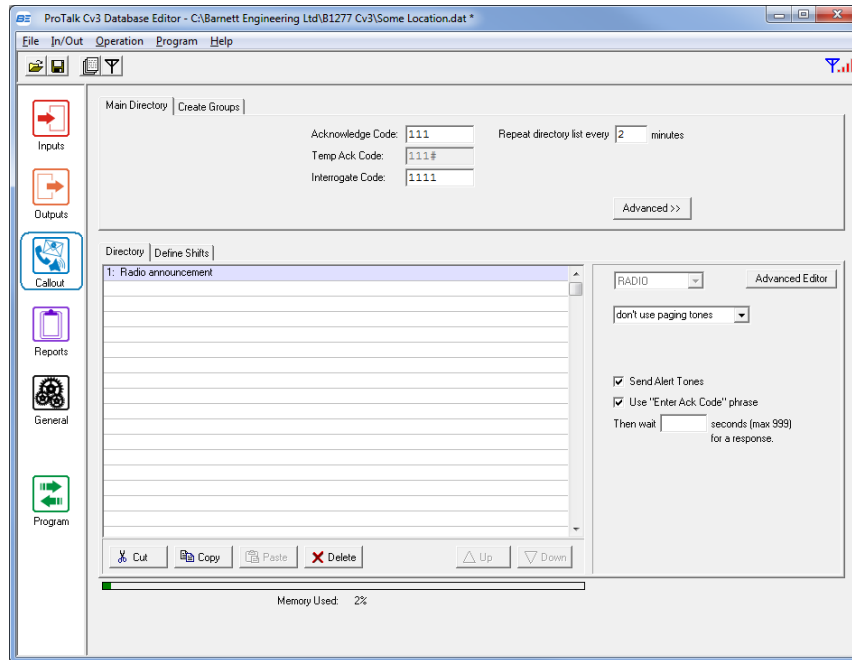 BE ProTalk Cv3 Database Editor - C:\Barnett Engineering Ltd\B1277 Cv3\Some Location.dat *
File In/Out Operation Program Help
Main Directory Create Groups
Acknowledge Code: 111 Repeat directory list every 2 minutes
Temp Ack Code: 111#
Interrogate Code: 1111
Advanced >>
Inputs
Outputs
Callout
Reports
General
Program
Directory Define Shifts
1: Radio announcement
RADIO Advanced Editor
don't use paging tones
Send Alert Tones
Use "Enter Ack Code" phrase
Then wait seconds (max 999)
for a response.
Cut Copy Paste Delete Up Down
Memory Used: 2%